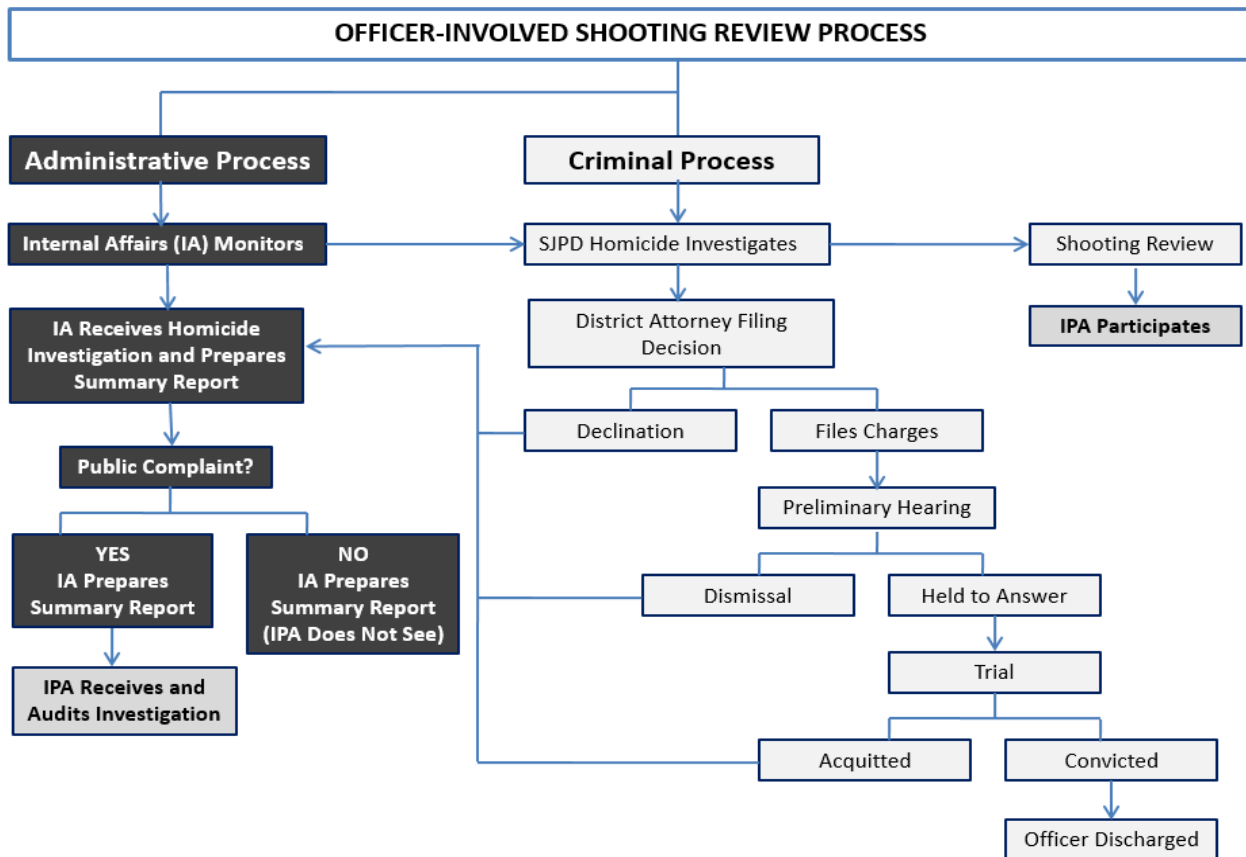 OFFICER-INVOLVED SHOOTING REVIEW PROCESS
Administrative Process
Criminal Process
Internal Affairs (IA) Monitors
SJPD Homicide Investigates
Shooting Review
IA Receives Homicide
Investigation and Prepares
Summary Report
District Attorney Filing
Decision
IPA Participates
Declination
Files Charges
Public Complaint?
Preliminary Hearing
YES
IA Prepares
Summary Report
NO
IA Prepares
Summary Report
(IPA Does Not See)
Dismissal
Held to Answer
IPA Receives and
Audits Investigation
Trial
Acquitted
Convicted
Officer Discharged